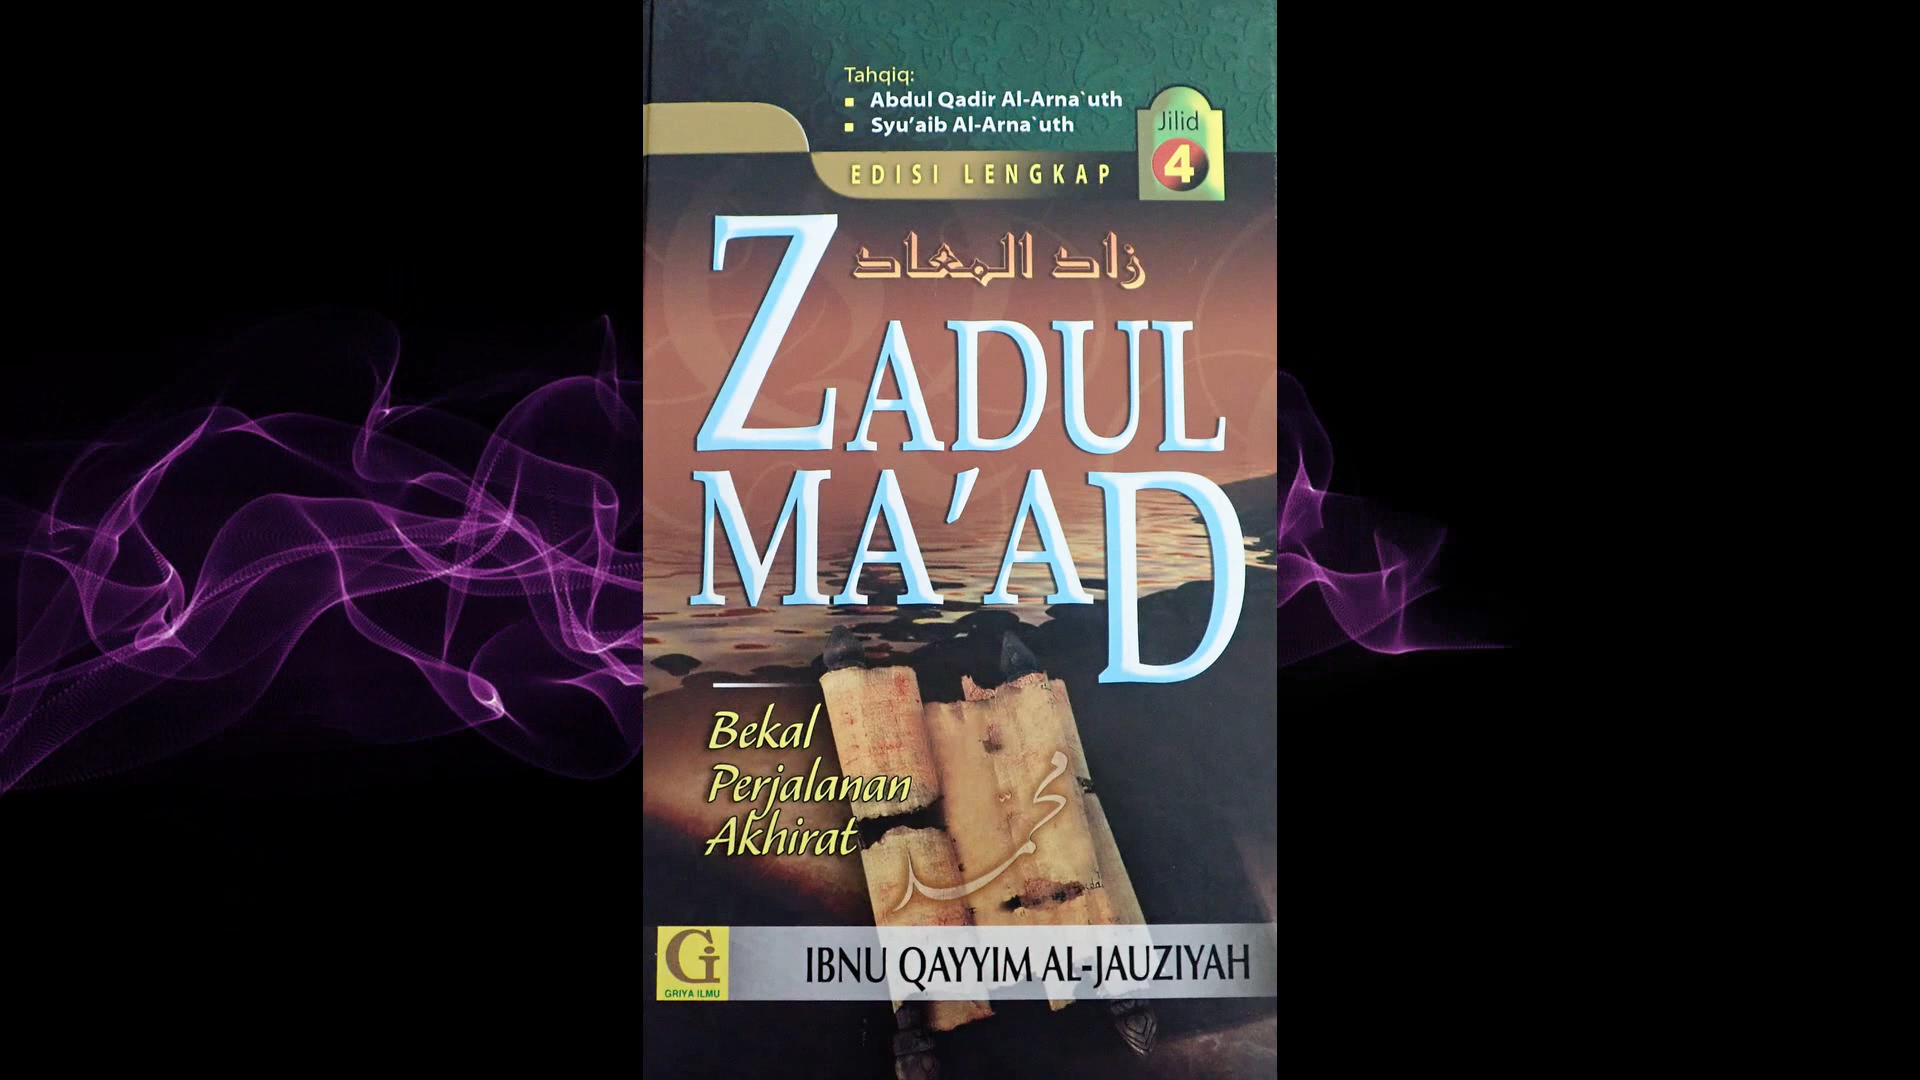 Tahqiq:
Abdul Qadir Al-Arna`uth
Syu'aib Al-Arna`uth
Jilid
4
EDISI LENGKAP
زاد المعاد
ZADUL
MA'AD
Bekal
Perjalanan
Akhirat
محمد
Gi
GRIYA ILMU
IBNU QAYYIM AL-JAUZIYAH